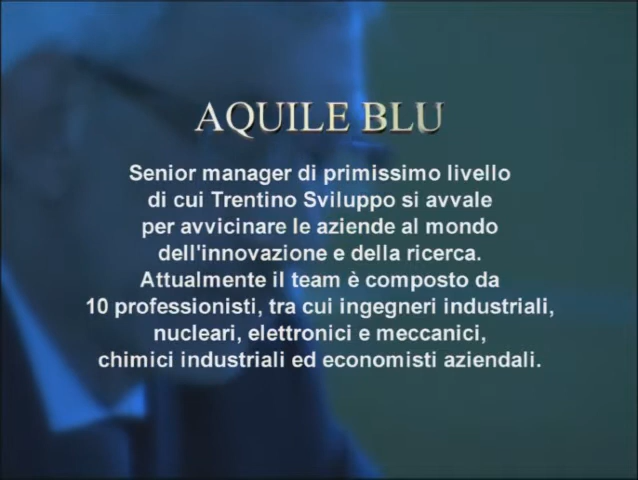 AQUILE BLU
Senior manager di primissimo livello
di cui Trentino Sviluppo si avvale
per avvicinare le aziende al mondo
dell'innovazione e della ricerca.
Attualmente il team è composto da
10 professionisti, tra cui ingegneri industriali,
nucleari, elettronici e meccanici,
chimici industriali ed economisti aziendali.